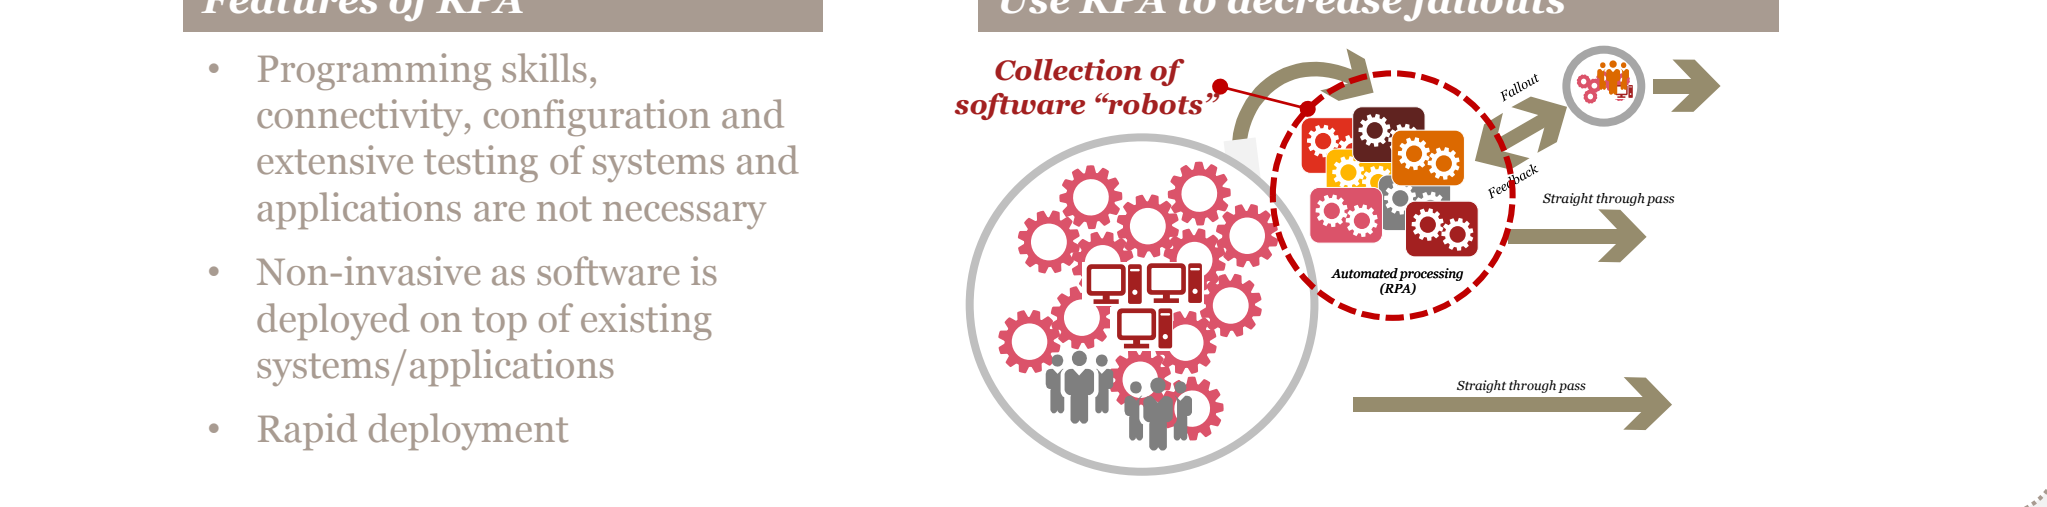 Features of RPA
Programming skills,
connectivity, configuration and
extensive testing of systems and
applications are not necessary
Non-invasive as software is
deployed on top of existing
systems/applications
Rapid deployment
Use RPA to decrease fallouts
Collection of
software “robots”
Fallout
Feedback
Straight through pass
Automated processing
(RPA)
Straight through pass